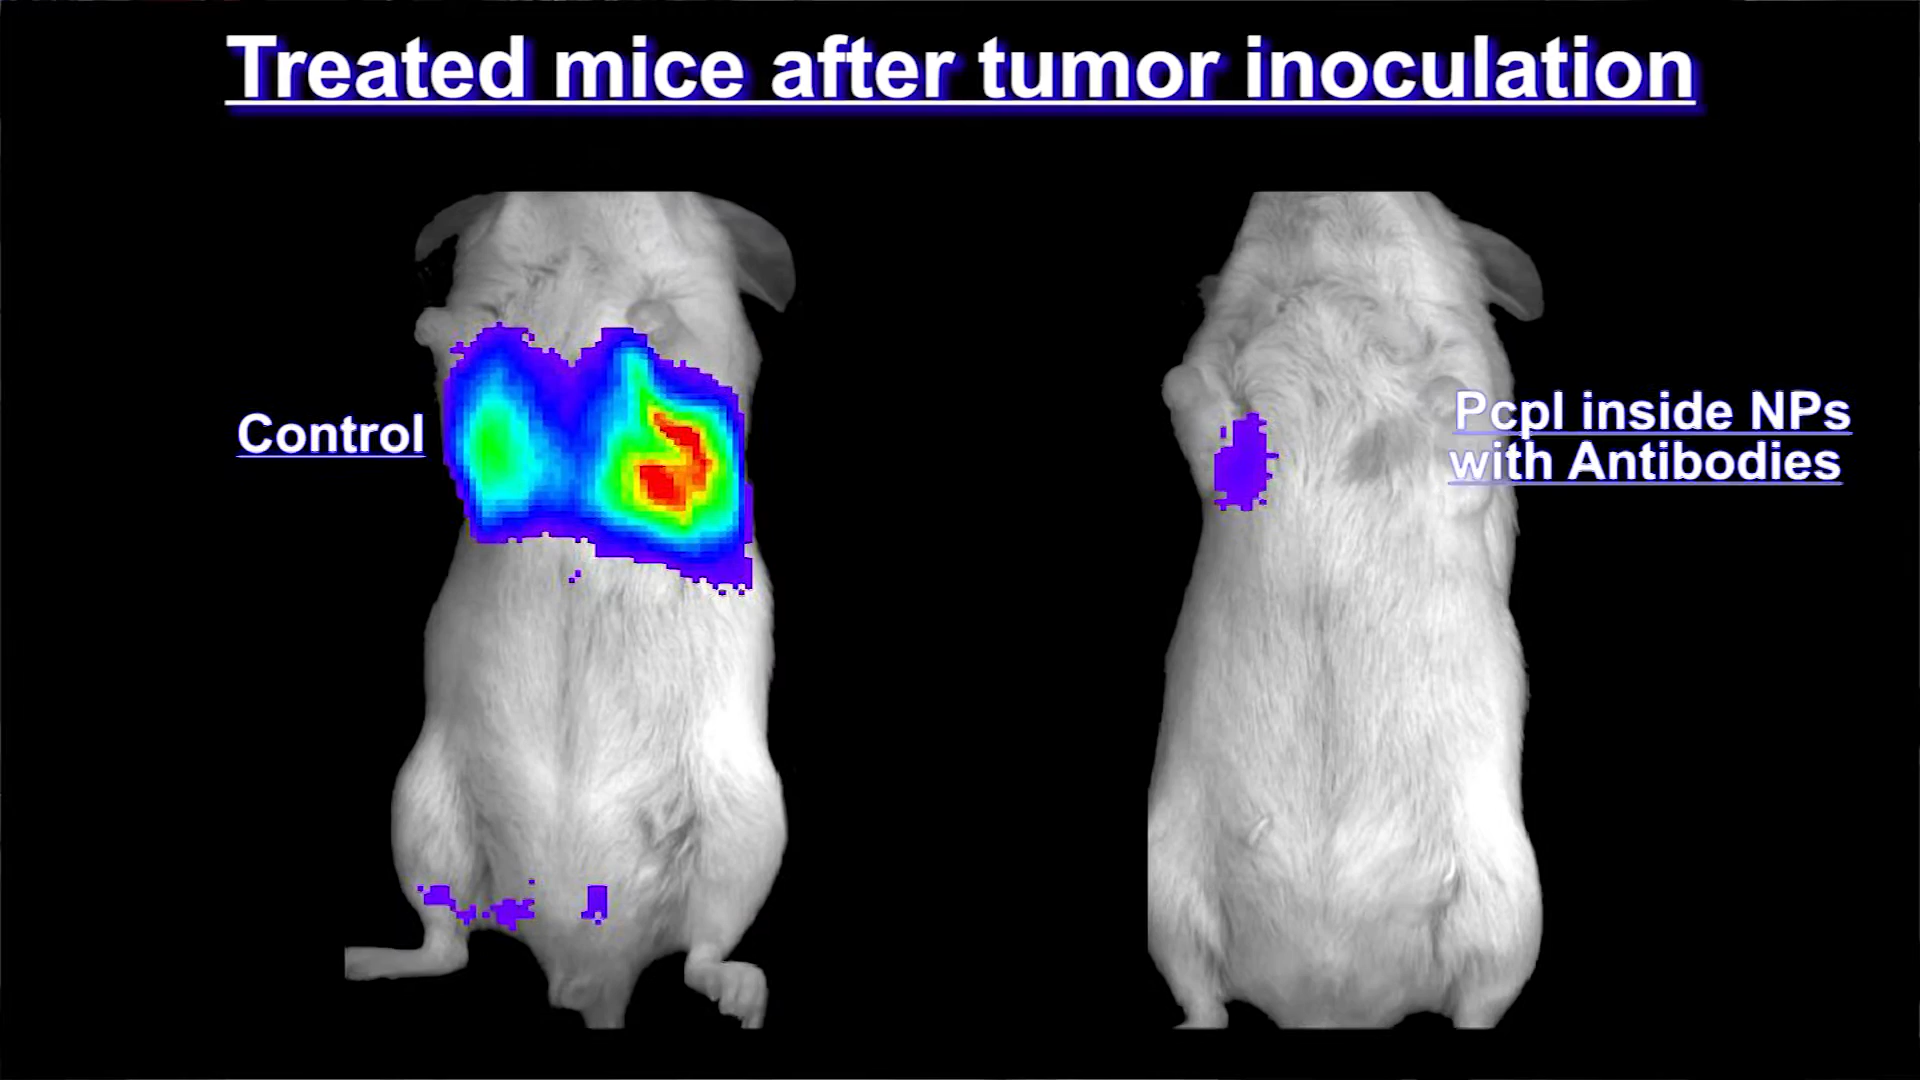 Treated mice after tumor inoculation
Control
Pcpl inside NPs
with Antibodies